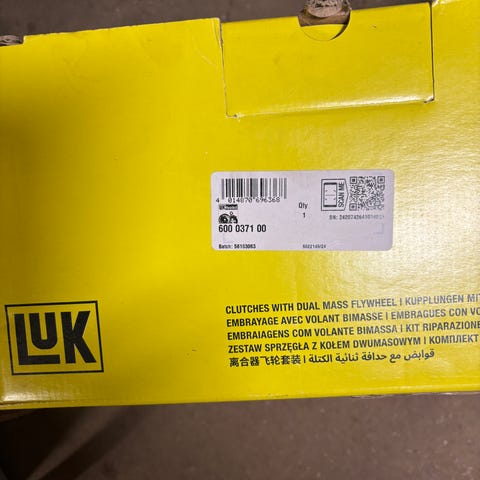 4 014870 696368
Qty
1
SCAN ME
600 0371 00
Batch: 56103063
CLUTCHES WITH DUAL MASS FLYWHEEL | KUPPLUNGEN MIT
EMBRAYAGE AVEC VOLANT BIMASSE | EMBRAGUES CON VO
EMBRAIAGENS COM VOLANTE BIMASSA | KIT RIPARAZIONE
ZESTAW SPRZĘGŁA Z KOŁEM DWUMASOWYM | КОМПЛЕКТ
离合器飞轮套装 | قوابض مع حدافة ثنائية الكتلة
LUK